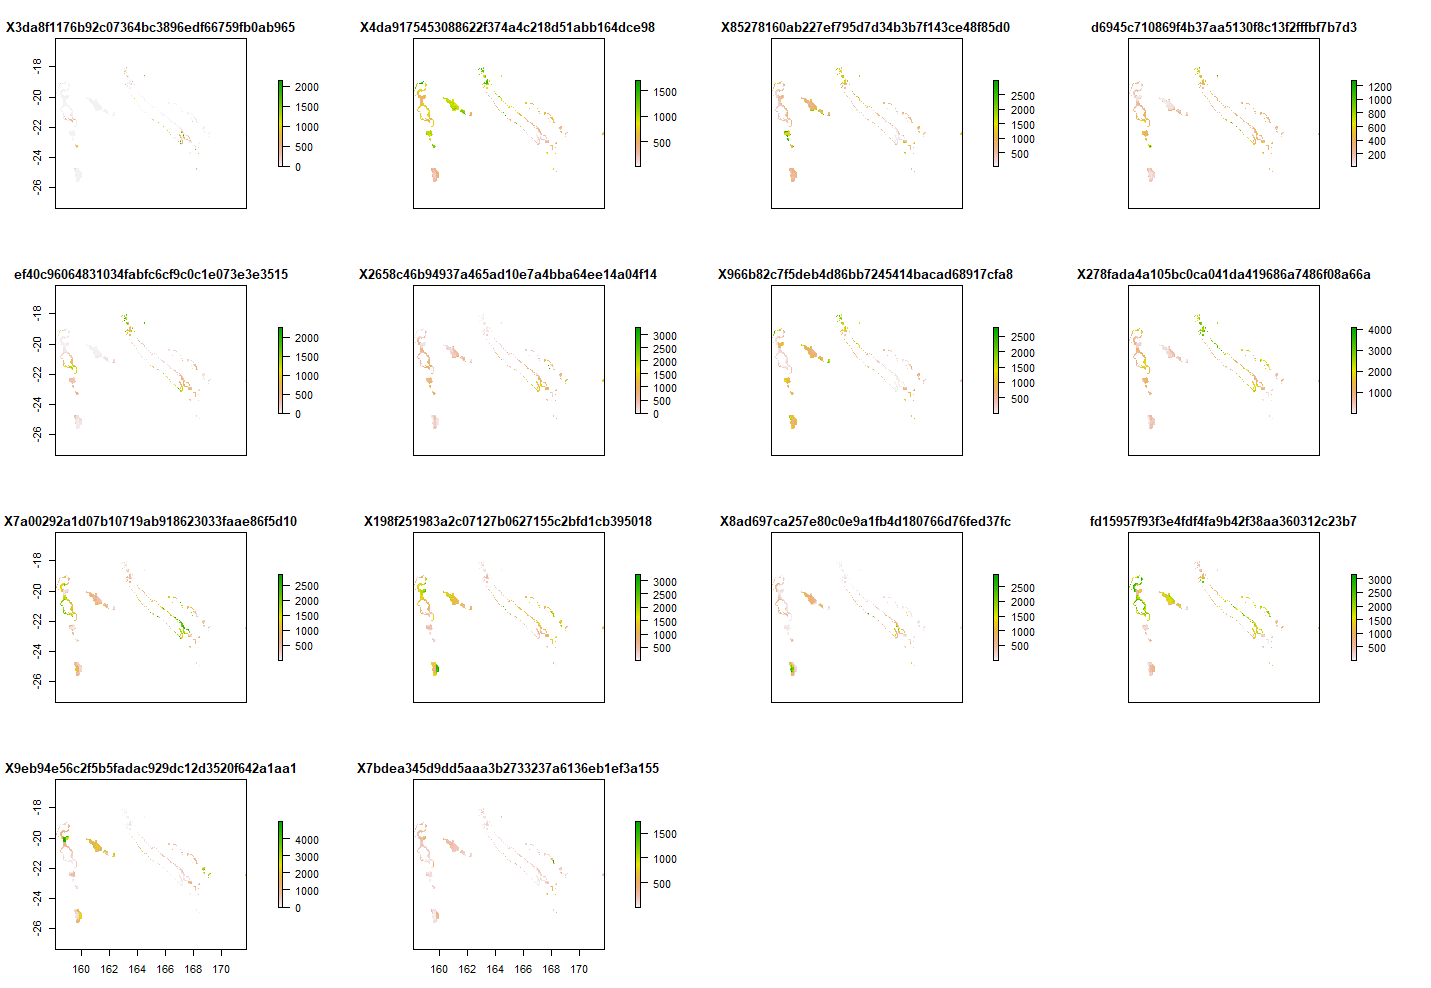 X3da8f1176b92c07364bc3896edf66759fb0ab965 X4da9175453088622f374a4c218d51abb164dce98 X85278160ab227ef795d7d34b3b7f143ce48f85d0 d6945c710869f4b37aa5130f8c13f2fffbf7b7d3
-18 -20 -22 -24 -26
2000 1500 1000 500 0
1500 1000 500
2500 2000 1500 1000 500
1200 1000 800 600 400 200
ef40c96064831034fabfc6cf9c0c1e073e3e3515 X2658c46b94937a465ad10e7a4bba64ee14a04f14 X966b82c7f5deb4d86bb7245414bacad68917cfa8 X278fada4a105bc0ca041da419686a7486f08a66a
-18 -20 -22 -24 -26
2000 1500 1000 500 0
3000 2500 2000 1500 1000 500 0
2500 2000 1500 1000 500
4000 3000 2000 1000
X7a00292a1d07b10719ab918623033faae86f5d10 X198f251983a2c07127b0627155c2bfd1cb395018 X8ad697ca257e80c0e9a1fb4d180766d76fed37fc fd15957f93f3e4fdf4fa9b42f38aa360312c23b7
-18 -20 -22 -24 -26
2500 2000 1500 1000 500
3000 2500 2000 1500 1000 500
2500 2000 1500 1000 500
3000 2500 2000 1500 1000 500
X9eb94e56c2f5b5fadac929dc12d3520f642a1aa1 X7bdea345d9dd5aaa3b2733237a6136eb1ef3a155
-18 -20 -22 -24 -26
4000 3000 2000 1000 0
1500 1000 500
160 162 164 166 168 170
160 162 164 166 168 170